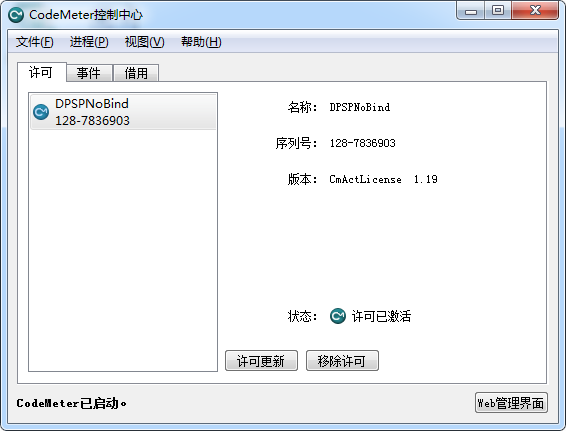 CodeMeter控制中心
文件(F) 进程(P) 视图(V) 帮助(H)
许可 事件 借用
DPSPNoBind
128-7836903
名称: DPSPNoBind
序列号: 128-7836903
版本: CmActLicense 1.19
状态: 许可已激活
许可更新 移除许可
CodeMeter已启动。
Web管理界面